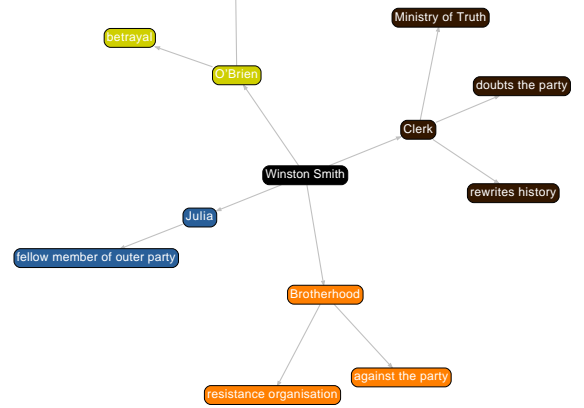 Ministry of Truth
betrayal
O'Brien
doubts the party
Clerk
Winston Smith
rewrites history
Julia
fellow member of outer party
Brotherhood
against the party
resistance organisation